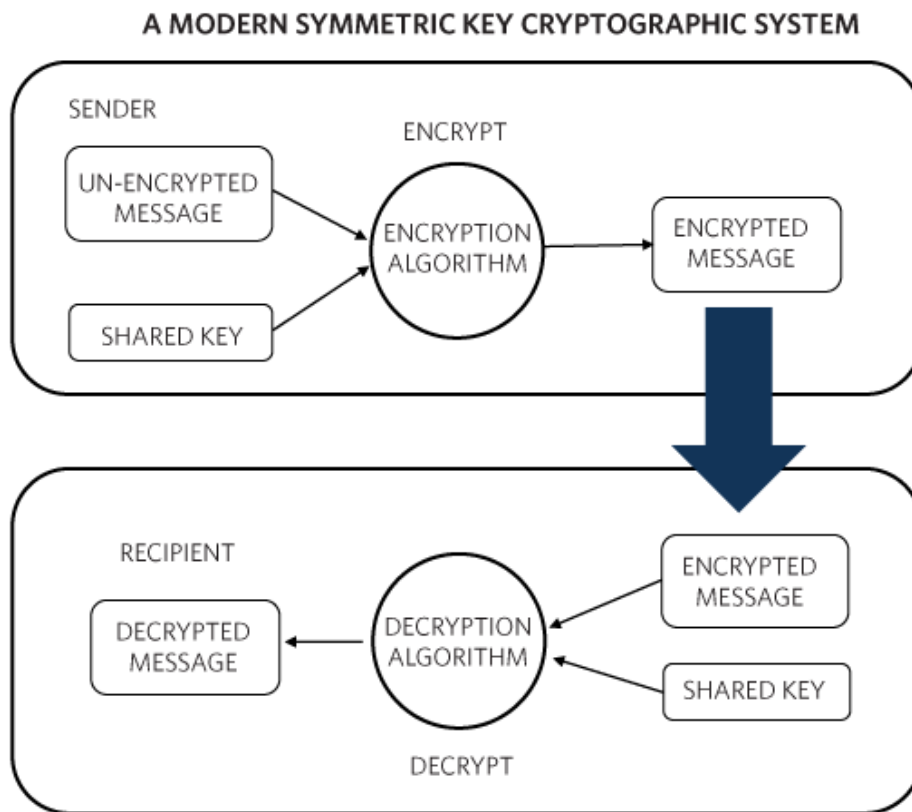 A MODERN SYMMETRIC KEY CRYPTOGRAPHIC SYSTEM
SENDER
ENCRYPT
UN-ENCRYPTED
MESSAGE
ENCRYPTION
ALGORITHM
ENCRYPTED
MESSAGE
SHARED KEY
RECIPIENT
DECRYPTED
MESSAGE
DECRYPTION
ALGORITHM
ENCRYPTED
MESSAGE
SHARED KEY
DECRYPT